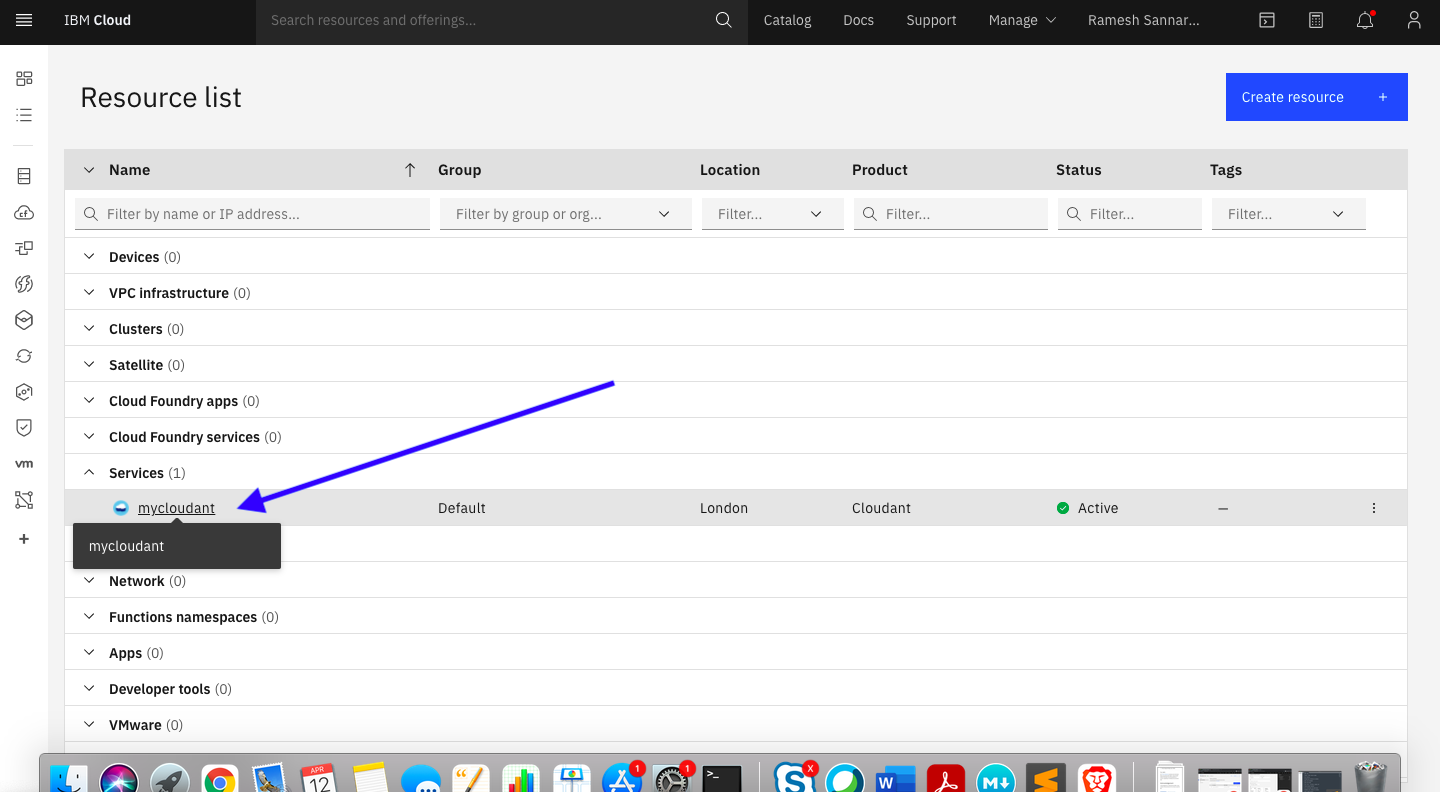 IBM Cloud
Search resources and offerings...
Catalog
Docs
Support
Manage
Ramesh Sannar...
Resource list
Create resource +
Name
Group
Location
Product
Status
Tags
Filter by name or IP address...
Filter by group or org...
Filter...
Filter...
Filter...
Filter...
Devices (0)
VPC infrastructure (0)
Clusters (0)
Satellite (0)
Cloud Foundry apps (0)
Cloud Foundry services (0)
Services (1)
mycloudant
Default
London
Cloudant
Active
—
mycloudant
Network (0)
Functions namespaces (0)
Apps (0)
Developer tools (0)
VMware (0)
cf
vm
APR
12
1
1
>_
S
X
W
M